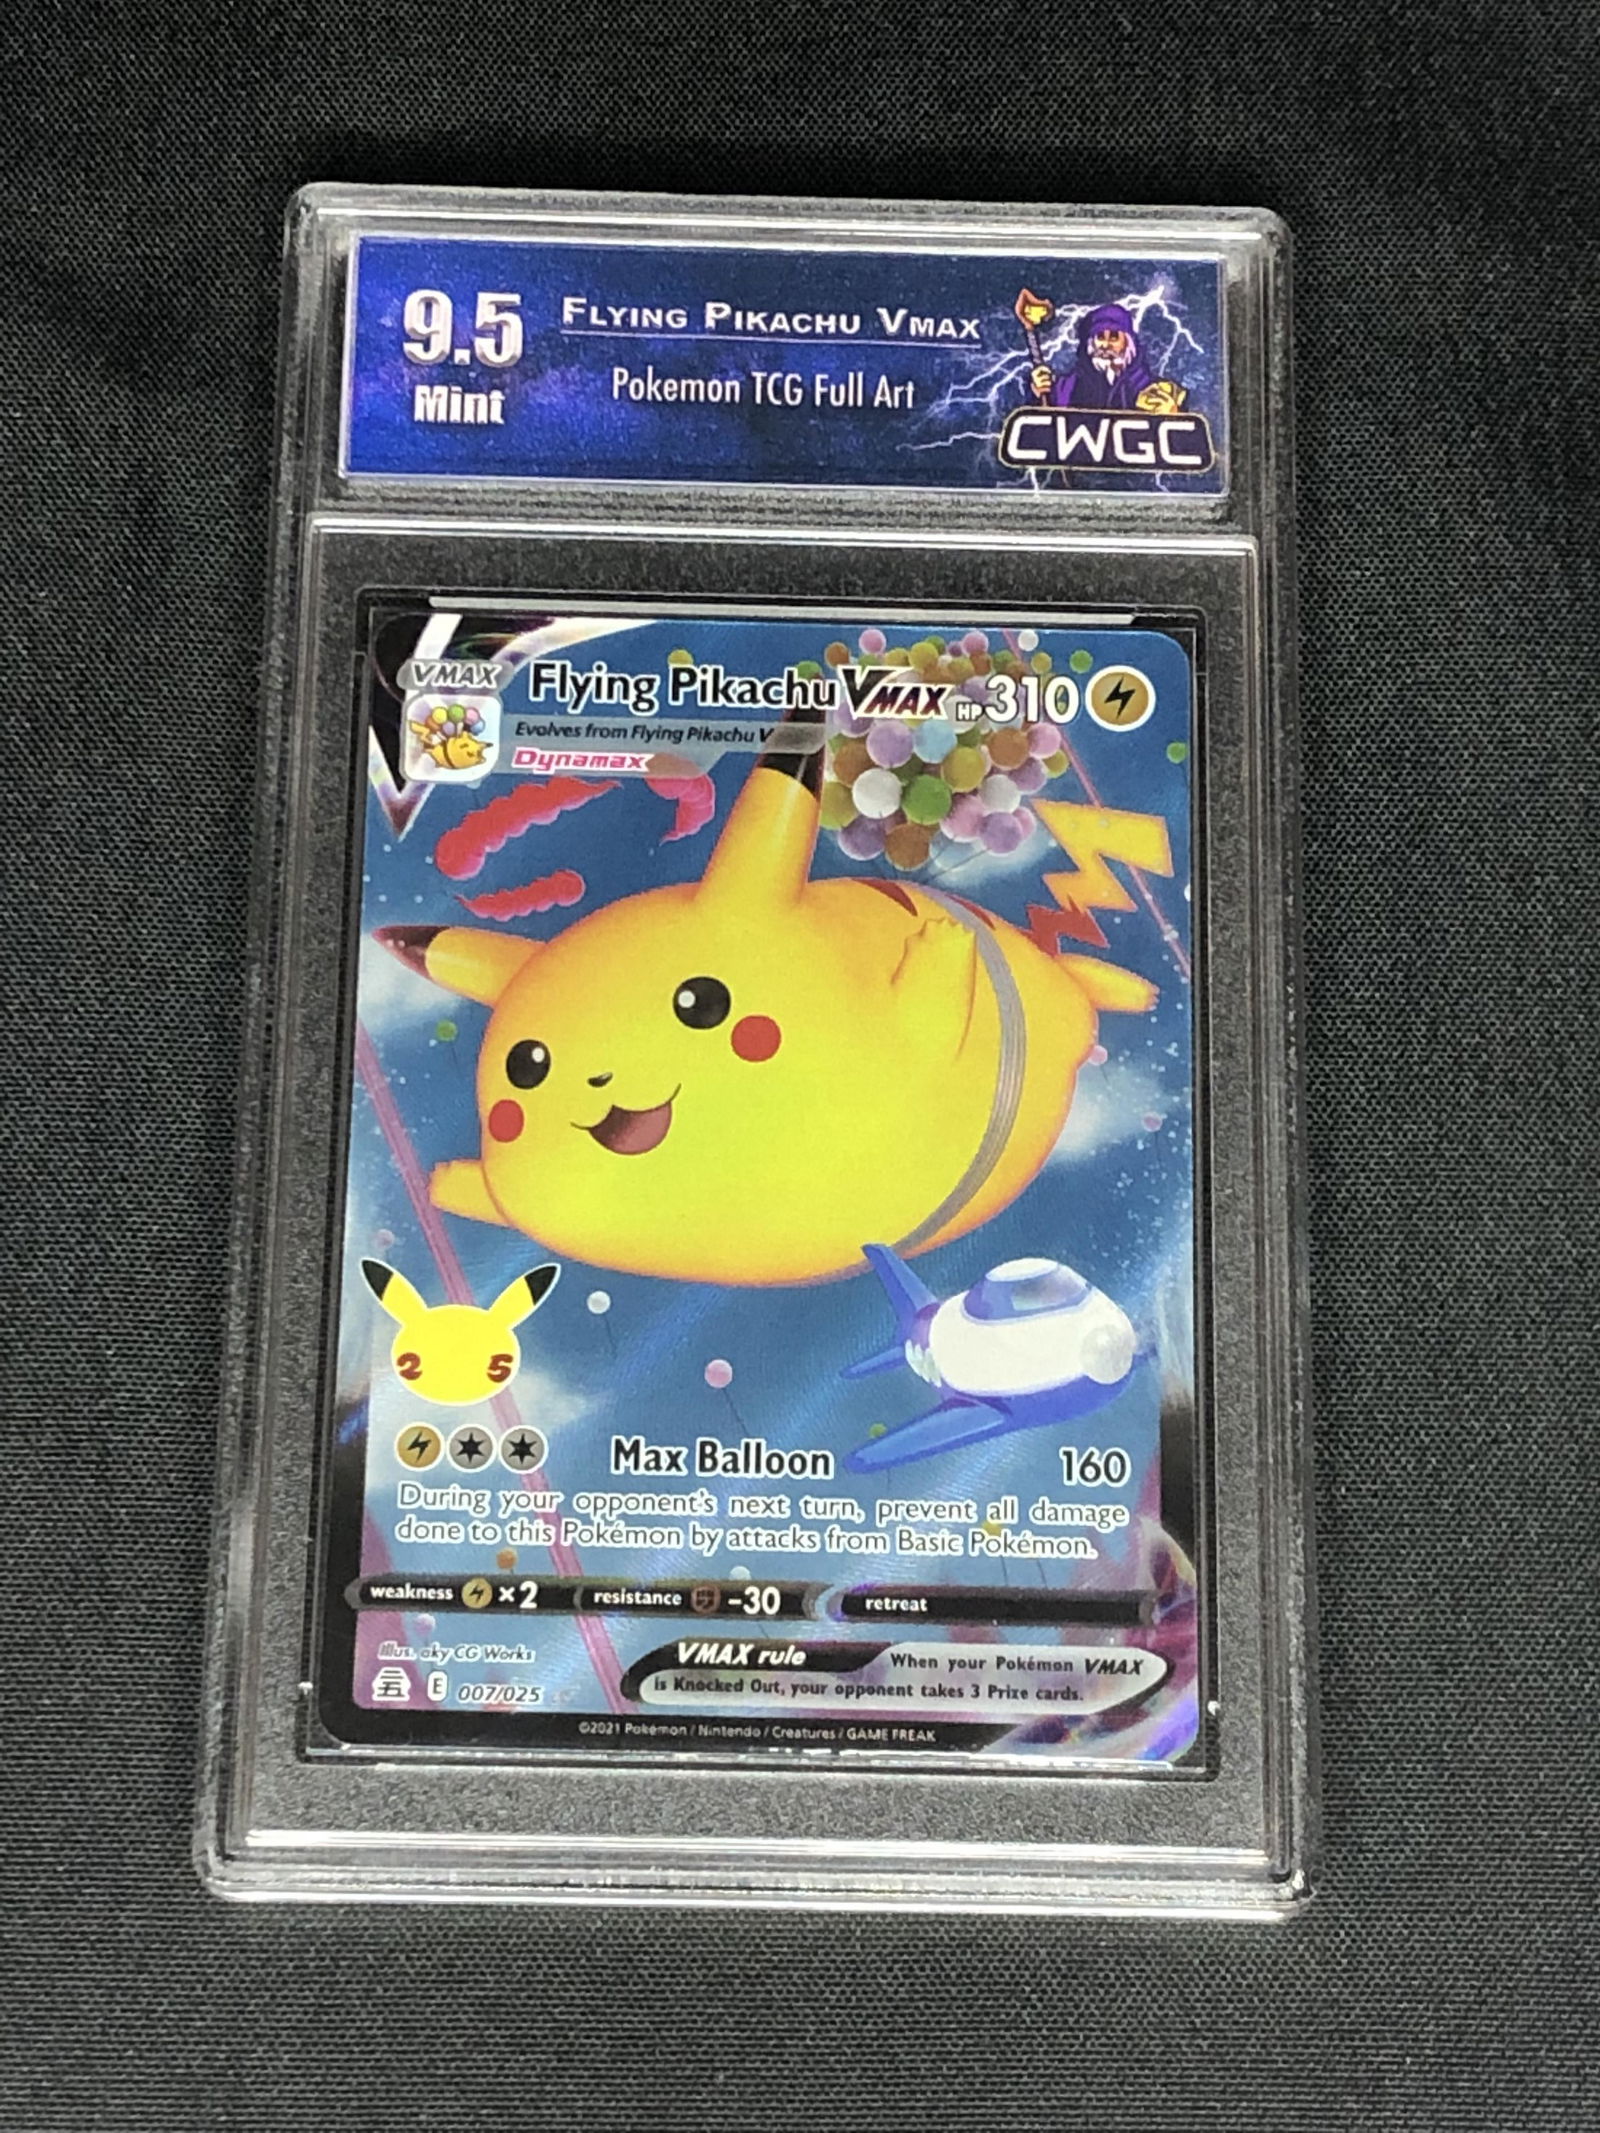 9.5
Mint
FLYING PIKACHU VMAX
Pokemon TCG Full Art
CWGC
VMAX
Flying Pikachu VMAX HP 310
Evolves from Flying Pikachu V
Dynamax
2 5
Max Balloon 160
During your opponent's next turn, prevent all damage
done to this Pokémon by attacks from Basic Pokémon.
weakness ×2 resistance -30 retreat
Illus. aky CG Works
VMAX rule When your Pokémon VMAX
is Knocked Out, your opponent takes 3 Prize cards.
E 007/025
©2021 Pokémon / Nintendo / Creatures / GAME FREAK